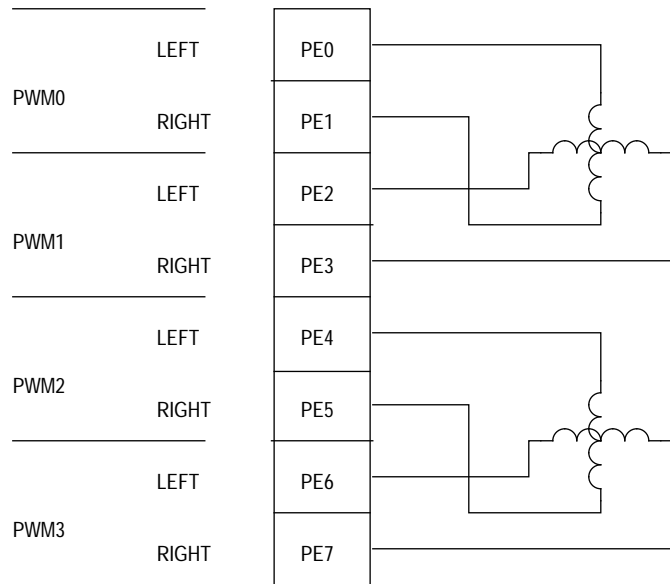 LEFT PE0
PWM0
RIGHT PE1
LEFT PE2
PWM1
RIGHT PE3
LEFT PE4
PWM2
RIGHT PE5
LEFT PE6
PWM3
RIGHT PE7